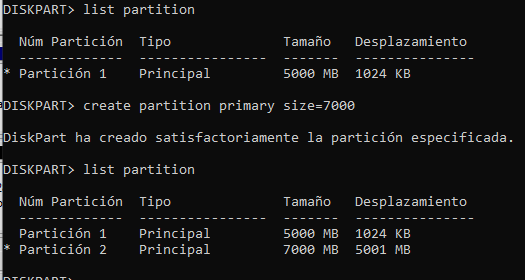 DISKPART> list partition
Núm Partición  Tipo              Tamaño   Desplazamiento
-------------  ----------------  -------  ---------------
* Partición 1    Principal         5000 MB  1024 KB
DISKPART> create partition primary size=7000
DiskPart ha creado satisfactoriamente la partición especificada.
DISKPART> list partition
Núm Partición  Tipo              Tamaño   Desplazamiento
-------------  ----------------  -------  ---------------
Partición 1    Principal         5000 MB  1024 KB
* Partición 2    Principal         7000 MB  5001 MB
DISKPART>